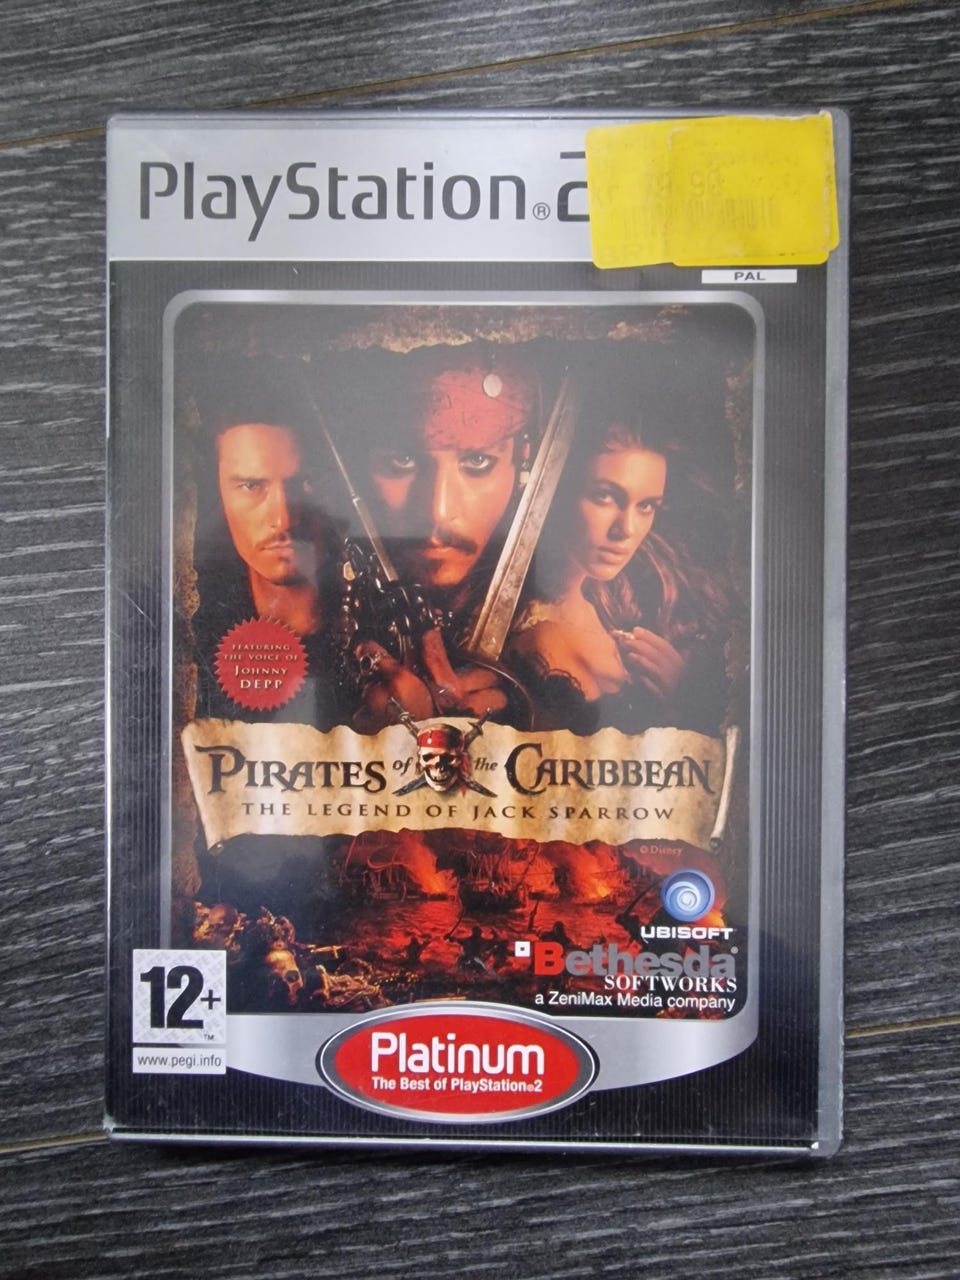 PlayStation®2
PAL
FEATURING
THE VOICE OF
JOHNNY
DEPP
PIRATES of the CARIBBEAN
THE LEGEND OF JACK SPARROW
© Disney
UBISOFT
Bethesda®
SOFTWORKS
a ZeniMax Media company
12+
TM
www.pegi.info
Platinum
The Best of PlayStation®2